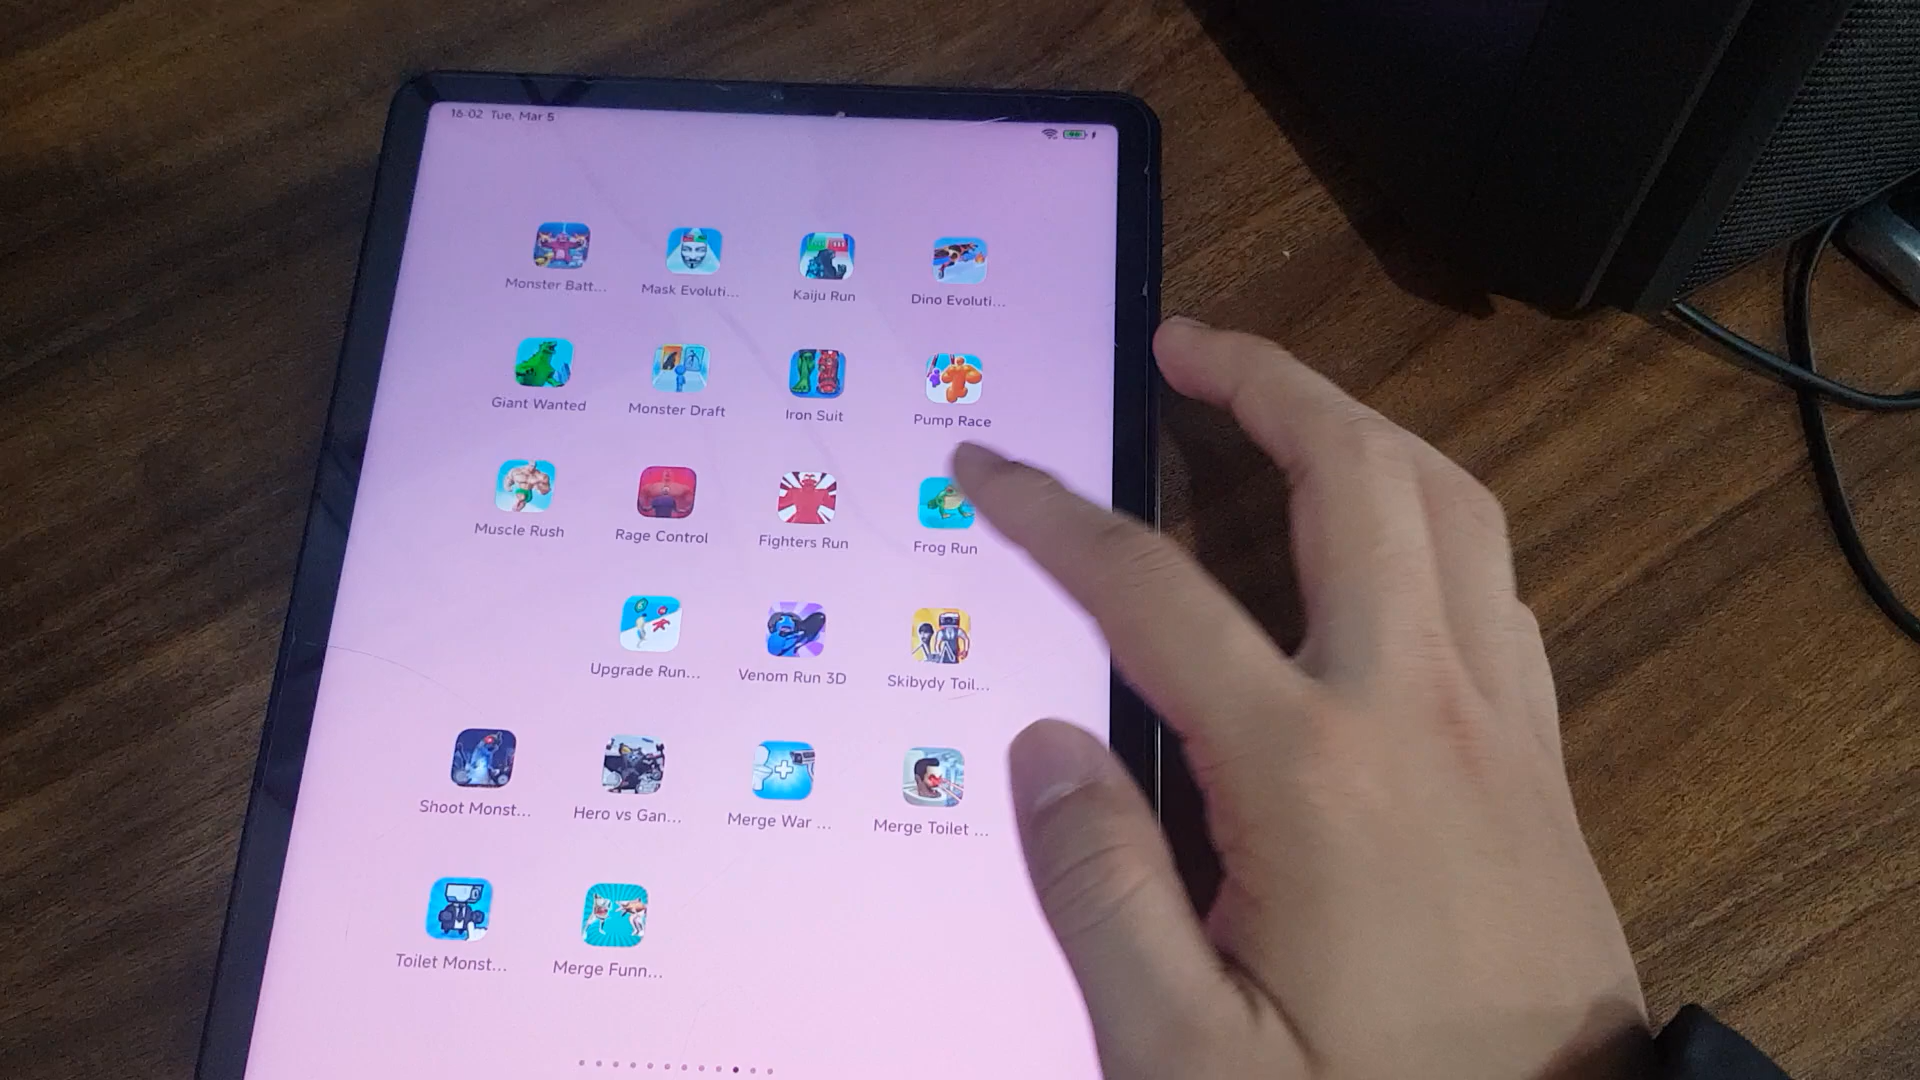 16:02 Tue, Mar 5
Monster Batt... Mask Evoluti... Kaiju Run Dino Evoluti...
Giant Wanted Monster Draft Iron Suit Pump Race
Muscle Rush Rage Control Fighters Run Frog Run
Upgrade Run... Venom Run 3D Skibydy Toil...
Shoot Monst... Hero vs Gan... Merge War ... Merge Toilet ...
Toilet Monst... Merge Funn...